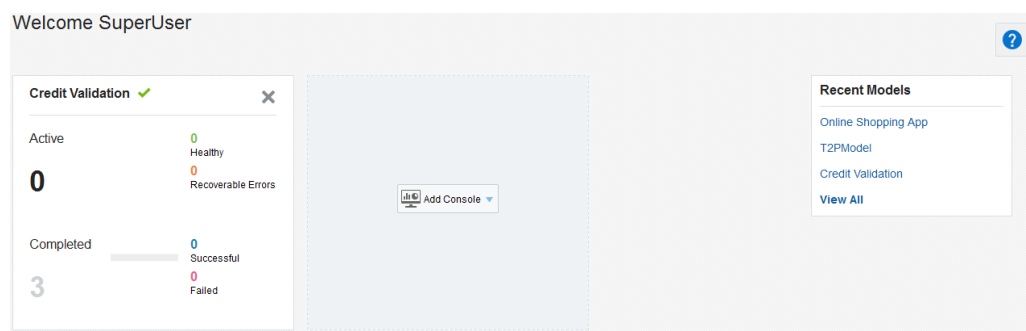 Welcome SuperUser
?
Credit Validation
Active
0
0
Healthy
0
Recoverable Errors
Completed
3
0
Successful
0
Failed
Add Console
Recent Models
Online Shopping App
T2PModel
Credit Validation
View All